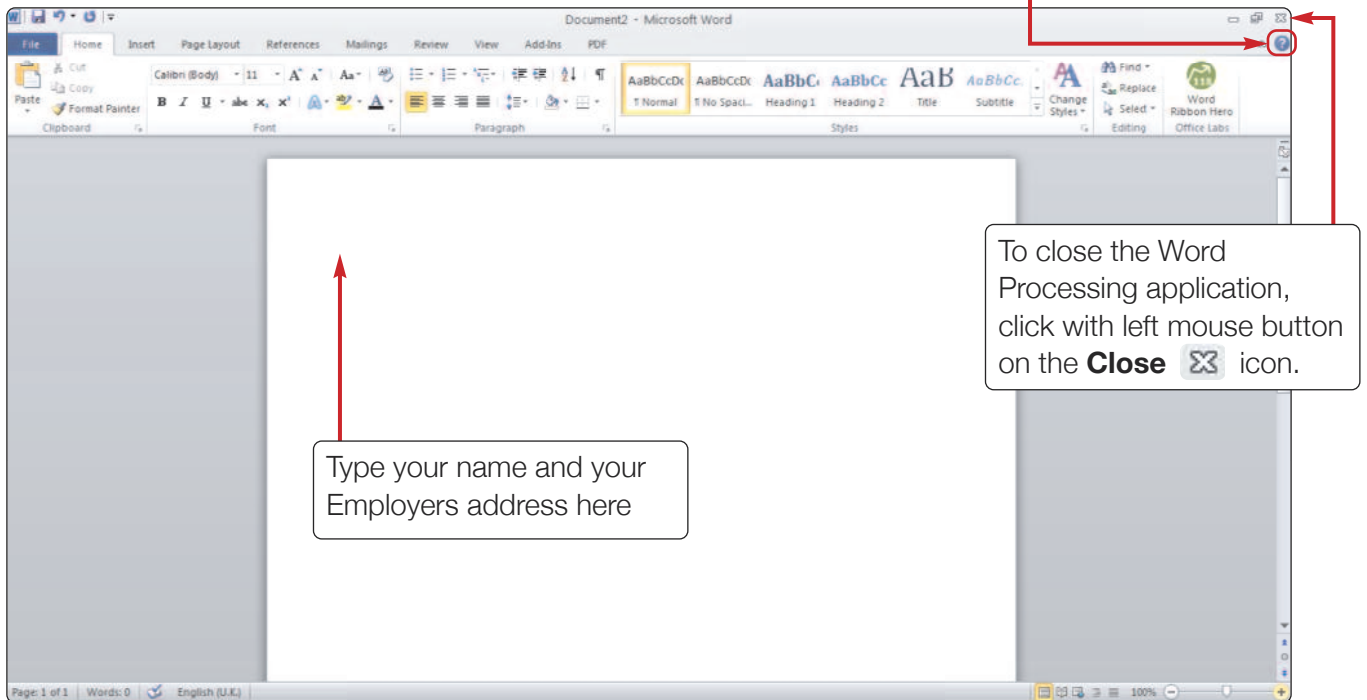 Document2 - Microsoft Word
File Home Insert Page Layout References Mailings Review View Add-Ins PDF
Paste
Cut
Copy
Format Painter
Clipboard
Calibri (Body) 11
B I U abc x₂ x²
Font
Paragraph
AaBbCcDc AaBbCcDc AaBbC AaBbCc AaB AaBbCc.
¶ Normal ¶ No Spaci... Heading 1 Heading 2 Title Subtitle
Change
Styles
Styles
Find
Replace
Select
Editing
Word
Ribbon Hero
Office Labs
To close the Word
Processing application,
click with left mouse button
on the Close icon.
Type your name and your
Employers address here
Page: 1 of 1 Words: 0 English (U.K.) 100%